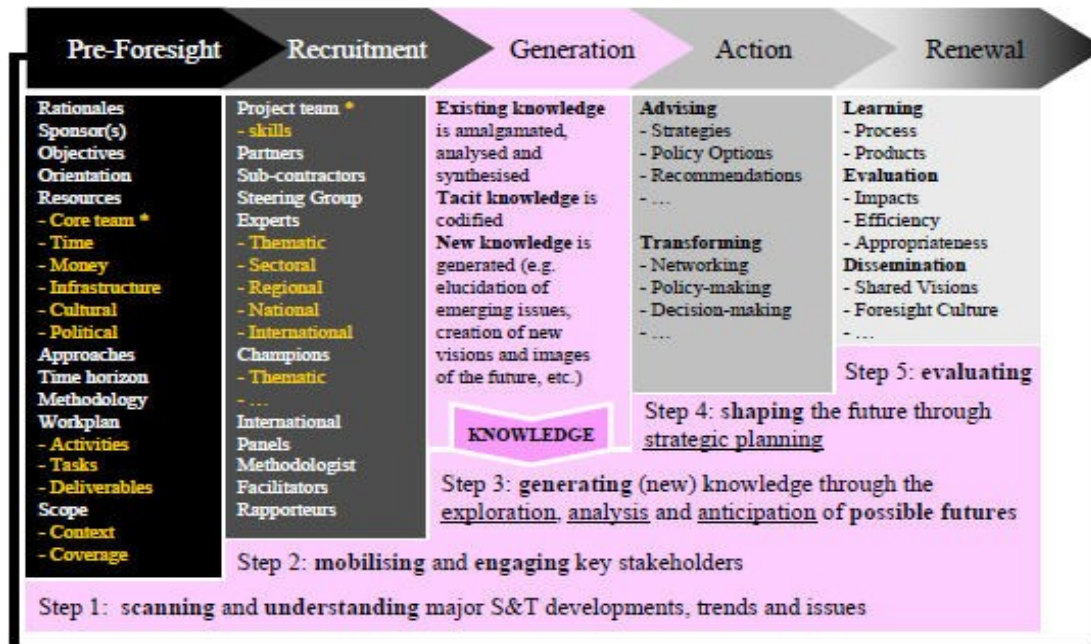 Pre-Foresight
Recruitment
Generation
Action
Renewal
Rationales
Sponsor(s)
Objectives
Orientation
Resources
- Core team *
- Time
- Money
- Infrastructure
- Cultural
- Political
Approaches
Time horizon
Methodology
Workplan
- Activities
- Tasks
- Deliverables
Scope
- Context
- Coverage
Project team *
- skills
Partners
Sub-contractors
Steering Group
Experts
- Thematic
- Sectoral
- Regional
- National
- International
Champions
- Thematic
- ...
International
Panels
Methodologist
Facilitators
Rapporteurs
Existing knowledge
is amalgamated,
analysed and
synthesised
Tacit knowledge is
codified
New knowledge is
generated (e.g.
elucidation of
emerging issues,
creation of new
visions and images
of the future, etc.)
KNOWLEDGE
Advising
- Strategies
- Policy Options
- Recommendations
- ...
Transforming
- Networking
- Policy-making
- Decision-making
- ...
Learning
- Process
- Products
Evaluation
- Impacts
- Efficiency
- Appropriateness
Dissemination
- Shared Visions
- Foresight Culture
- ...
Step 5: evaluating
Step 4: shaping the future through
strategic planning
Step 3: generating (new) knowledge through the
exploration, analysis and anticipation of possible futures
Step 2: mobilising and engaging key stakeholders
Step 1: scanning and understanding major S&T developments, trends and issues